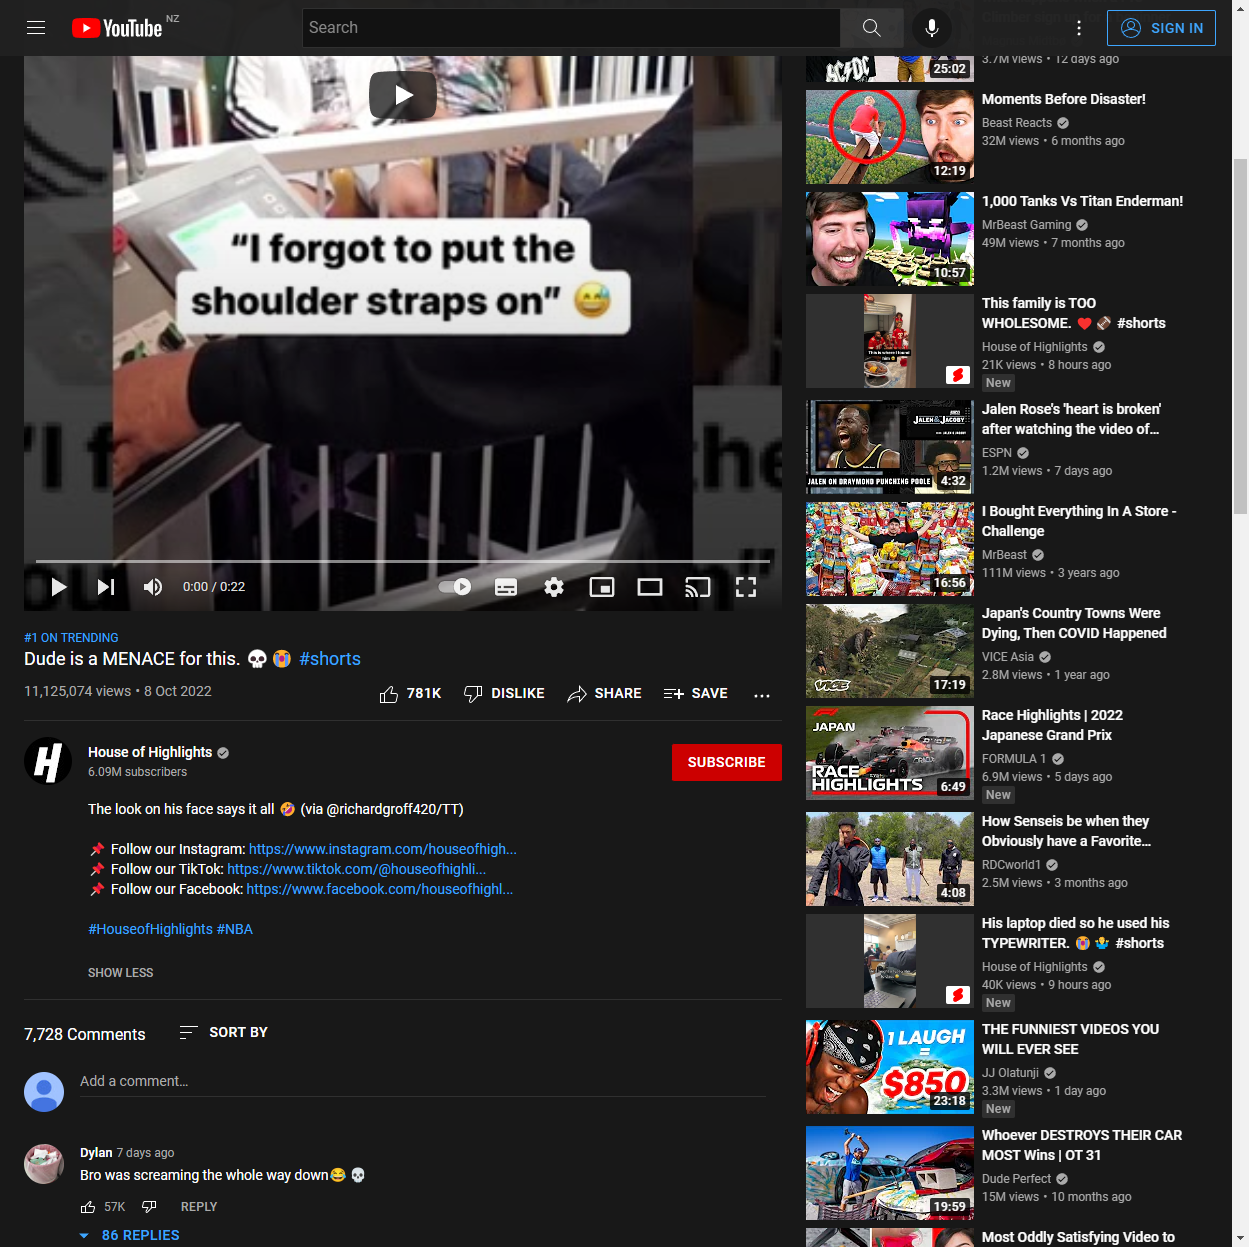 YouTube NZ
Search
SIGN IN
"I forgot to put the
shoulder straps on" 😅
0:00 / 0:22
#1 ON TRENDING
Dude is a MENACE for this. 💀😭 #shorts
11,125,074 views • 8 Oct 2022
781K DISLIKE SHARE SAVE ...
H
House of Highlights
6.09M subscribers
SUBSCRIBE
The look on his face says it all 🤣 (via @richardgroff420/TT)
📌 Follow our Instagram: https://www.instagram.com/houseofhigh...
📌 Follow our TikTok: https://www.tiktok.com/@houseofhighli...
📌 Follow our Facebook: https://www.facebook.com/houseofhighl...
#HouseofHighlights #NBA
SHOW LESS
7,728 Comments SORT BY
Add a comment...
Dylan 7 days ago
Bro was screaming the whole way down😂💀
57K REPLY
86 REPLIES
AC/DC
25:02
3.7M views • 12 days ago
12:19
Moments Before Disaster!
Beast Reacts
32M views • 6 months ago
10:57
1,000 Tanks Vs Titan Enderman!
MrBeast Gaming
49M views • 7 months ago
This is where I found
This family is TOO
WHOLESOME. ❤️🏈 #shorts
House of Highlights
21K views • 8 hours ago
New
JALEN & JACOBY
JALEN ON DRAYMOND PUNCHING POOLE
4:32
Jalen Rose's 'heart is broken'
after watching the video of...
ESPN
1.2M views • 7 days ago
16:56
I Bought Everything In A Store -
Challenge
MrBeast
111M views • 3 years ago
VICE
17:19
Japan's Country Towns Were
Dying, Then COVID Happened
VICE Asia
2.8M views • 1 year ago
JAPAN
RACE
HIGHLIGHTS
6:49
Race Highlights | 2022
Japanese Grand Prix
FORMULA 1
6.9M views • 5 days ago
New
4:08
How Senseis be when they
Obviously have a Favorite...
RDCworld1
2.5M views • 3 months ago
His laptop died so he used his
TYPEWRITER. 😭🤷‍♂️ #shorts
House of Highlights
40K views • 9 hours ago
New
1 LAUGH
=
$850
23:18
THE FUNNIEST VIDEOS YOU
WILL EVER SEE
JJ Olatunji
3.3M views • 1 day ago
New
19:59
Whoever DESTROYS THEIR CAR
MOST Wins | OT 31
Dude Perfect
15M views • 10 months ago
Most Oddly Satisfying Video to